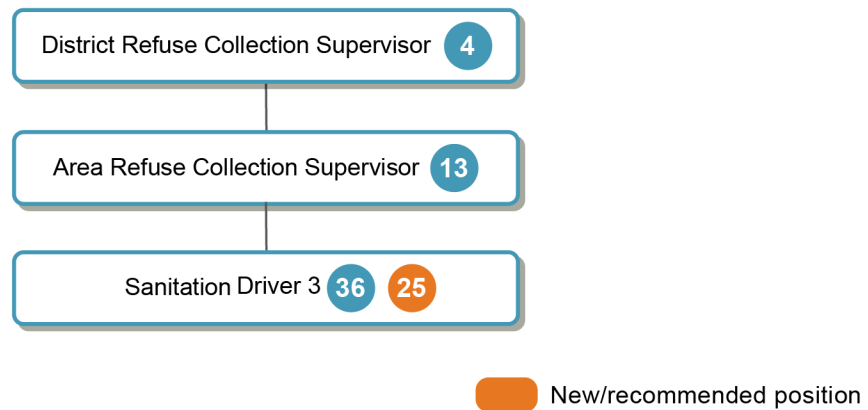 District Refuse Collection Supervisor 4
Area Refuse Collection Supervisor 13
Sanitation Driver 3 36 25
New/recommended position